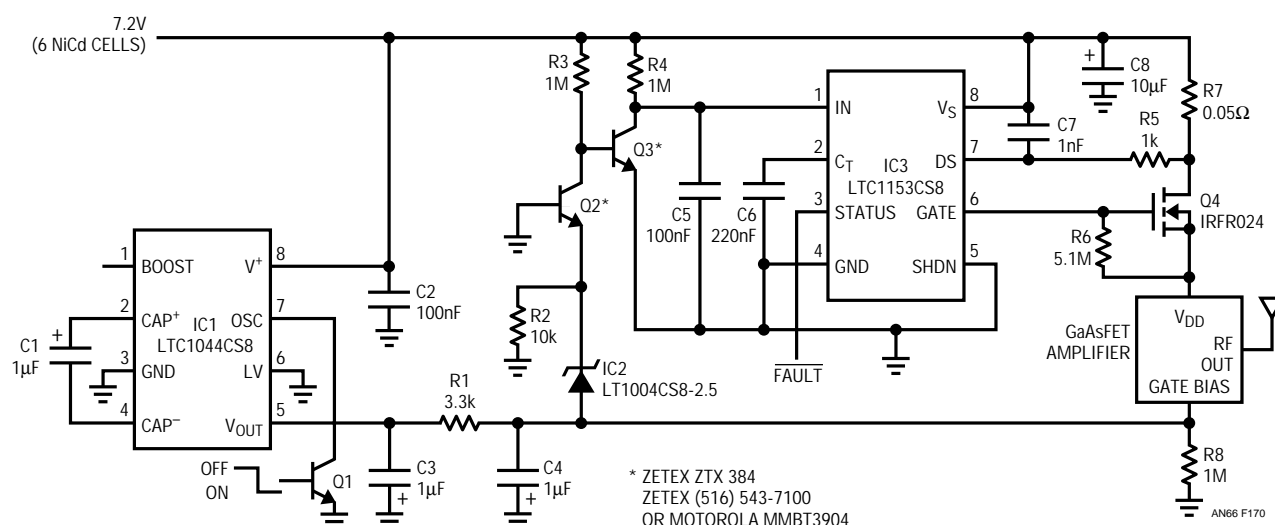 7.2V
(6 NiCd CELLS)
R3
1M
R4
1M
C8
10µF
R7
0.05Ω
+
1
IN
VS
8
C7
1nF
R5
1k
Q3*
2
CT
IC3
LTC1153CS8
DS
7
Q2*
C5
100nF
C6
220nF
3
STATUS
GATE
6
Q4
IRFR024
R6
5.1M
4
GND
SHDN
5
1
BOOST
V+
8
C2
100nF
2
CAP+
IC1
LTC1044CS8
OSC
7
R2
10k
C1
1µF
+
3
GND
LV
6
IC2
LT1004CS8-2.5
FAULT
GaAsFET
AMPLIFIER
VDD
RF
OUT
GATE BIAS
4
CAP–
VOUT
5
R1
3.3k
C3
1µF
+
C4
1µF
+
OFF
ON
Q1
R8
1M
* ZETEX ZTX 384
ZETEX (516) 543-7100
OR MOTOROLA MMBT3904
AN66 F170